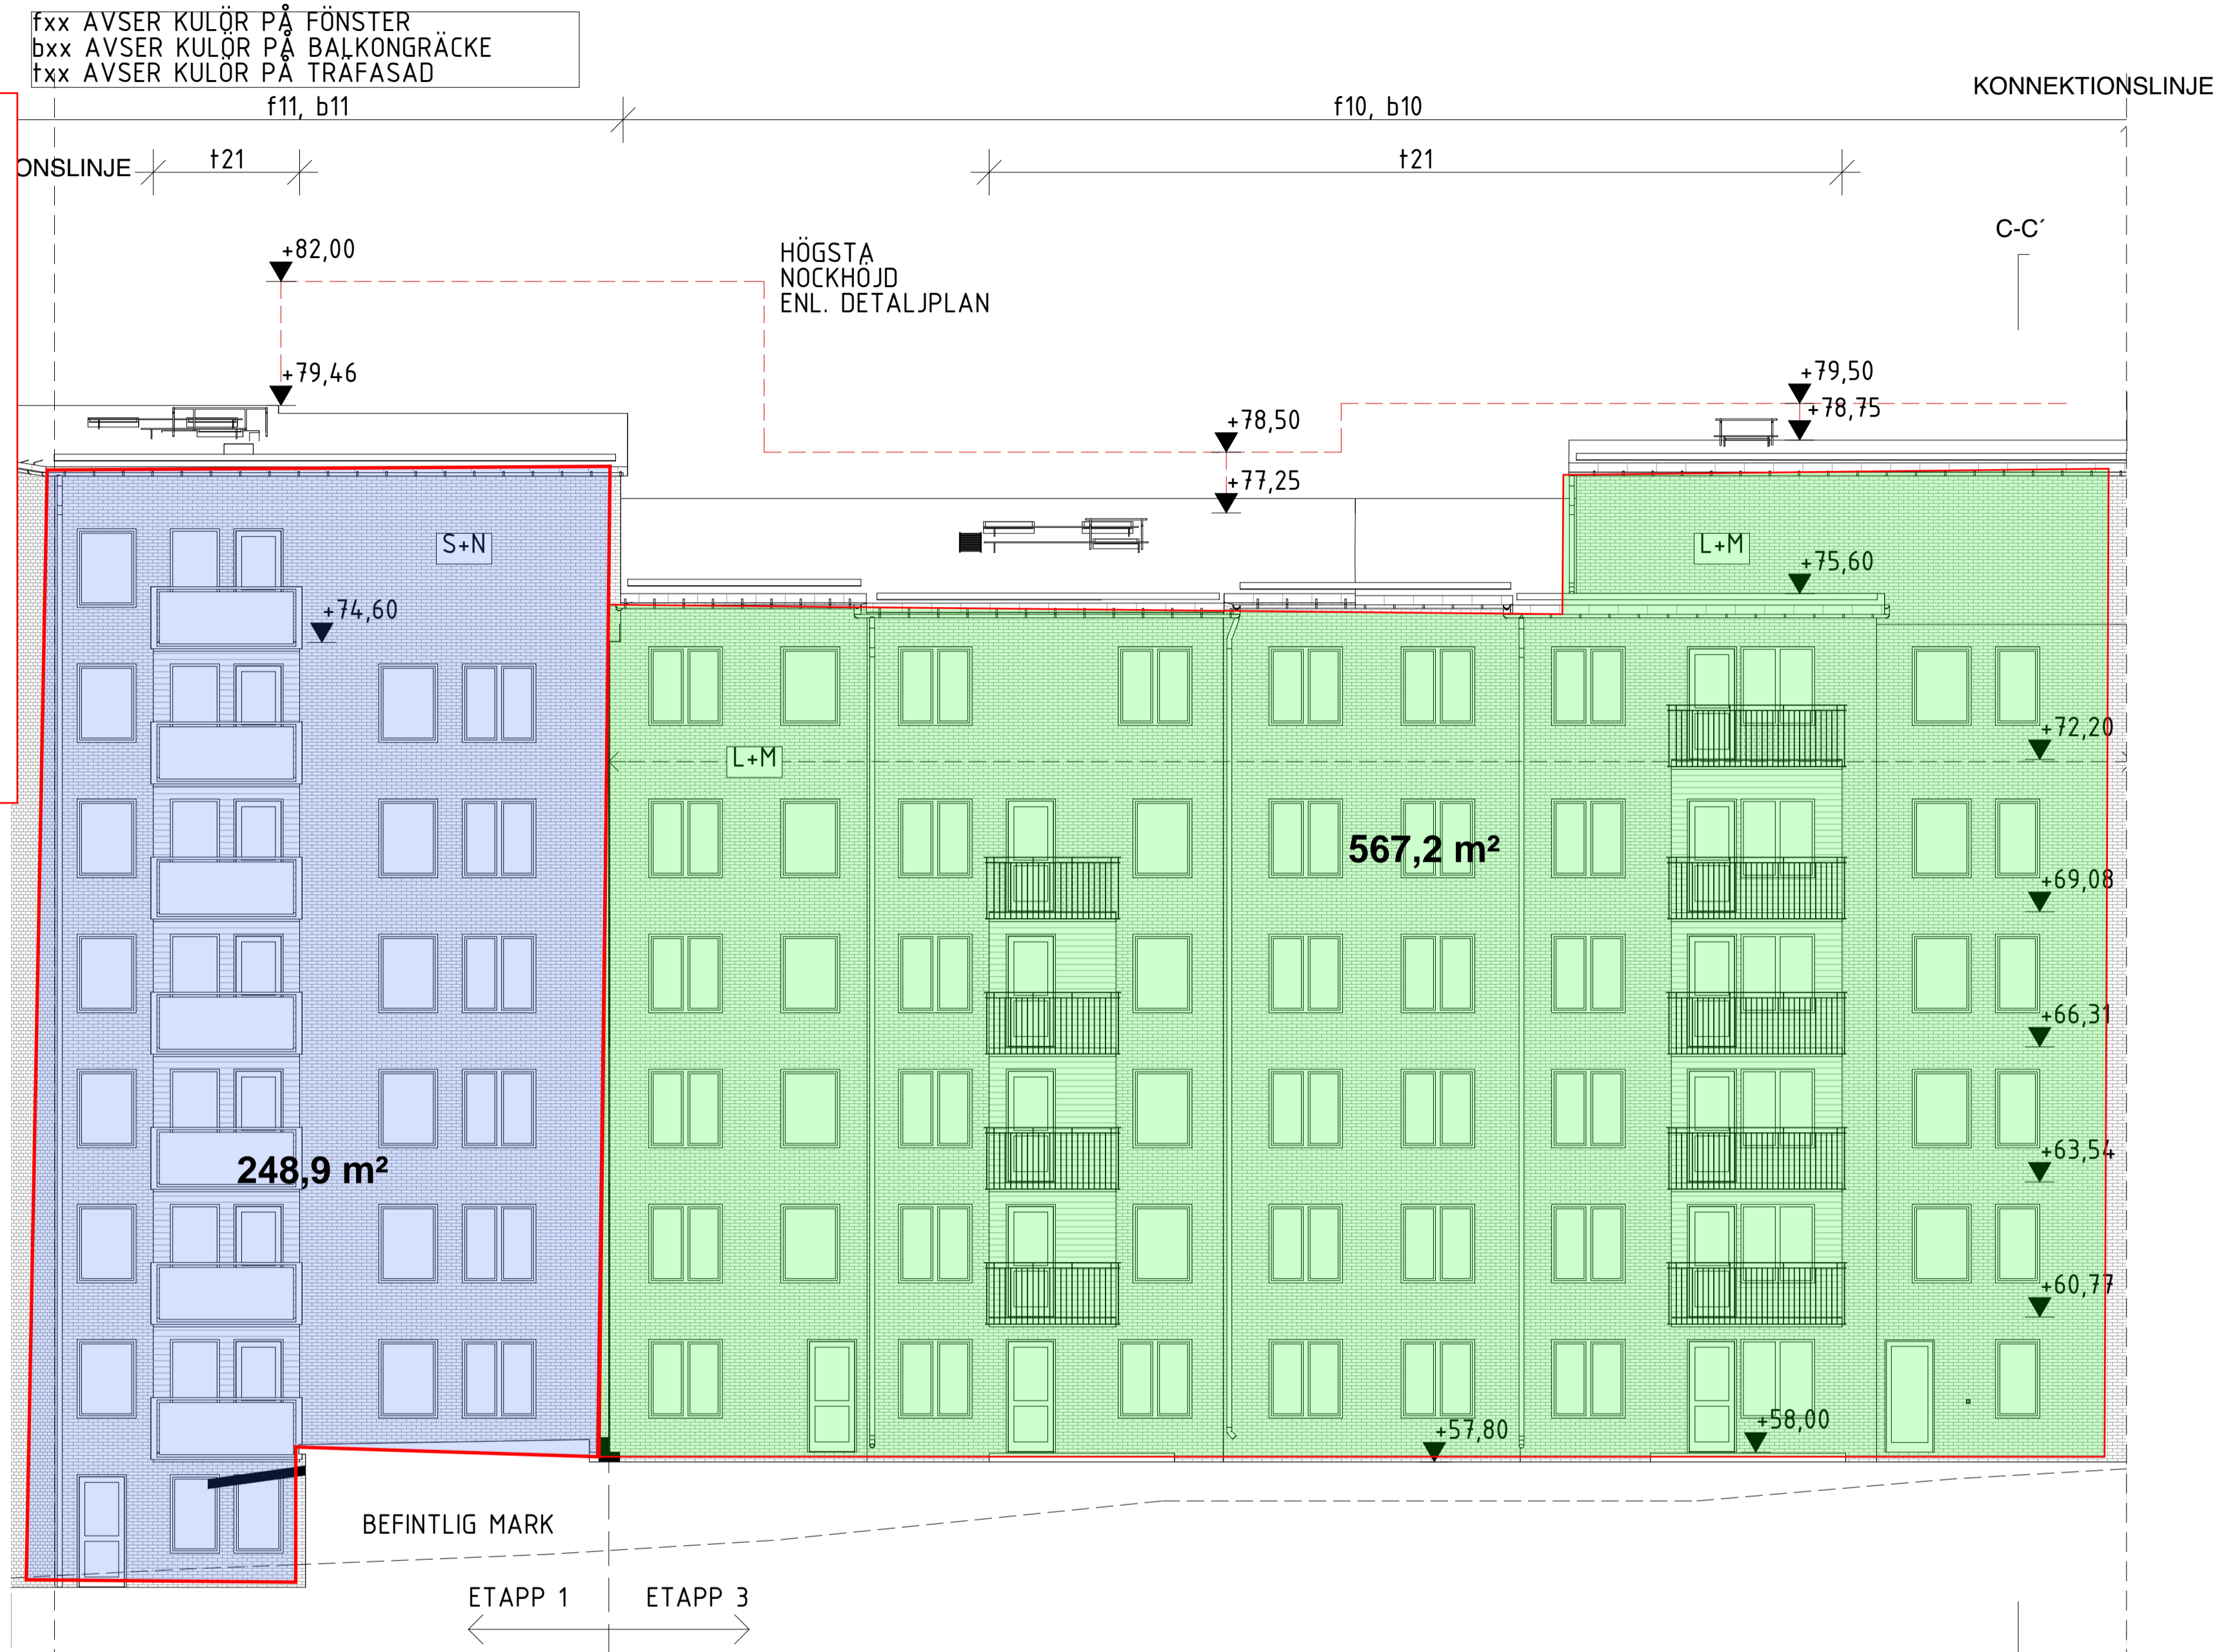 fxx AVSER KULÖR PÅ FÖNSTER
bxx AVSER KULÖR PÅ BALKONGRÄCKE
txx AVSER KULÖR PÅ TRÄFASAD
KONNEKTIONSLINJE
f11, b11
f10, b10
ONSLINJE
t21
t21
C-C´
+82,00
HÖGSTA
NOCKHÖJD
ENL. DETALJPLAN
+79,46
+79,50
+78,75
+78,50
+77,25
S+N
L+M
+75,60
+74,60
+72,20
L+M
567,2 m²
+69,08
+66,31
+63,54
248,9 m²
+60,77
+58,00
+57,80
BEFINTLIG MARK
ETAPP 1
ETAPP 3